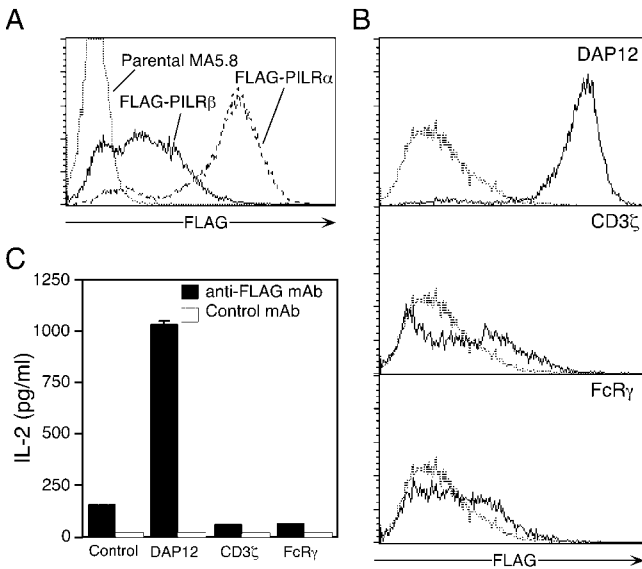 A
Parental MA5.8
FLAG-PILRα
FLAG-PILRβ
FLAG
B
DAP12
CD3ζ
FcRγ
FLAG
C
1250
1000
750
500
250
0
IL-2 (pg/ml)
anti-FLAG mAb
Control mAb
Control DAP12 CD3ζ FcRγ